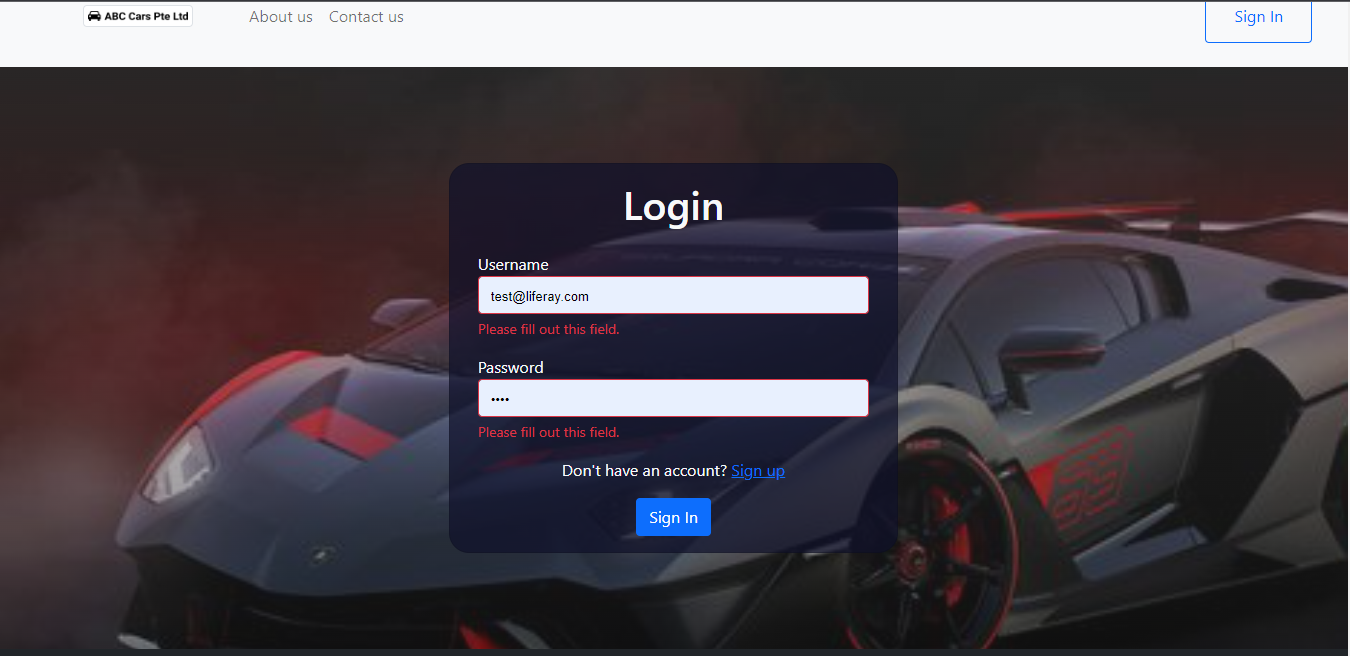 ABC Cars Pte Ltd
About us
Contact us
Sign In
Login
Username
test@liferay.com
Please fill out this field.
Password
••••
Please fill out this field.
Don't have an account? Sign up
Sign In